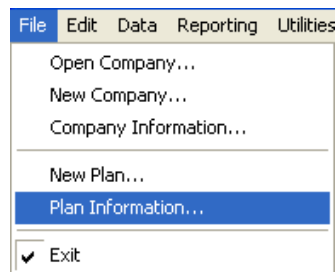 File Edit Data Reporting Utilities
Open Company...
New Company...
Company Information...
New Plan...
Plan Information...
Exit